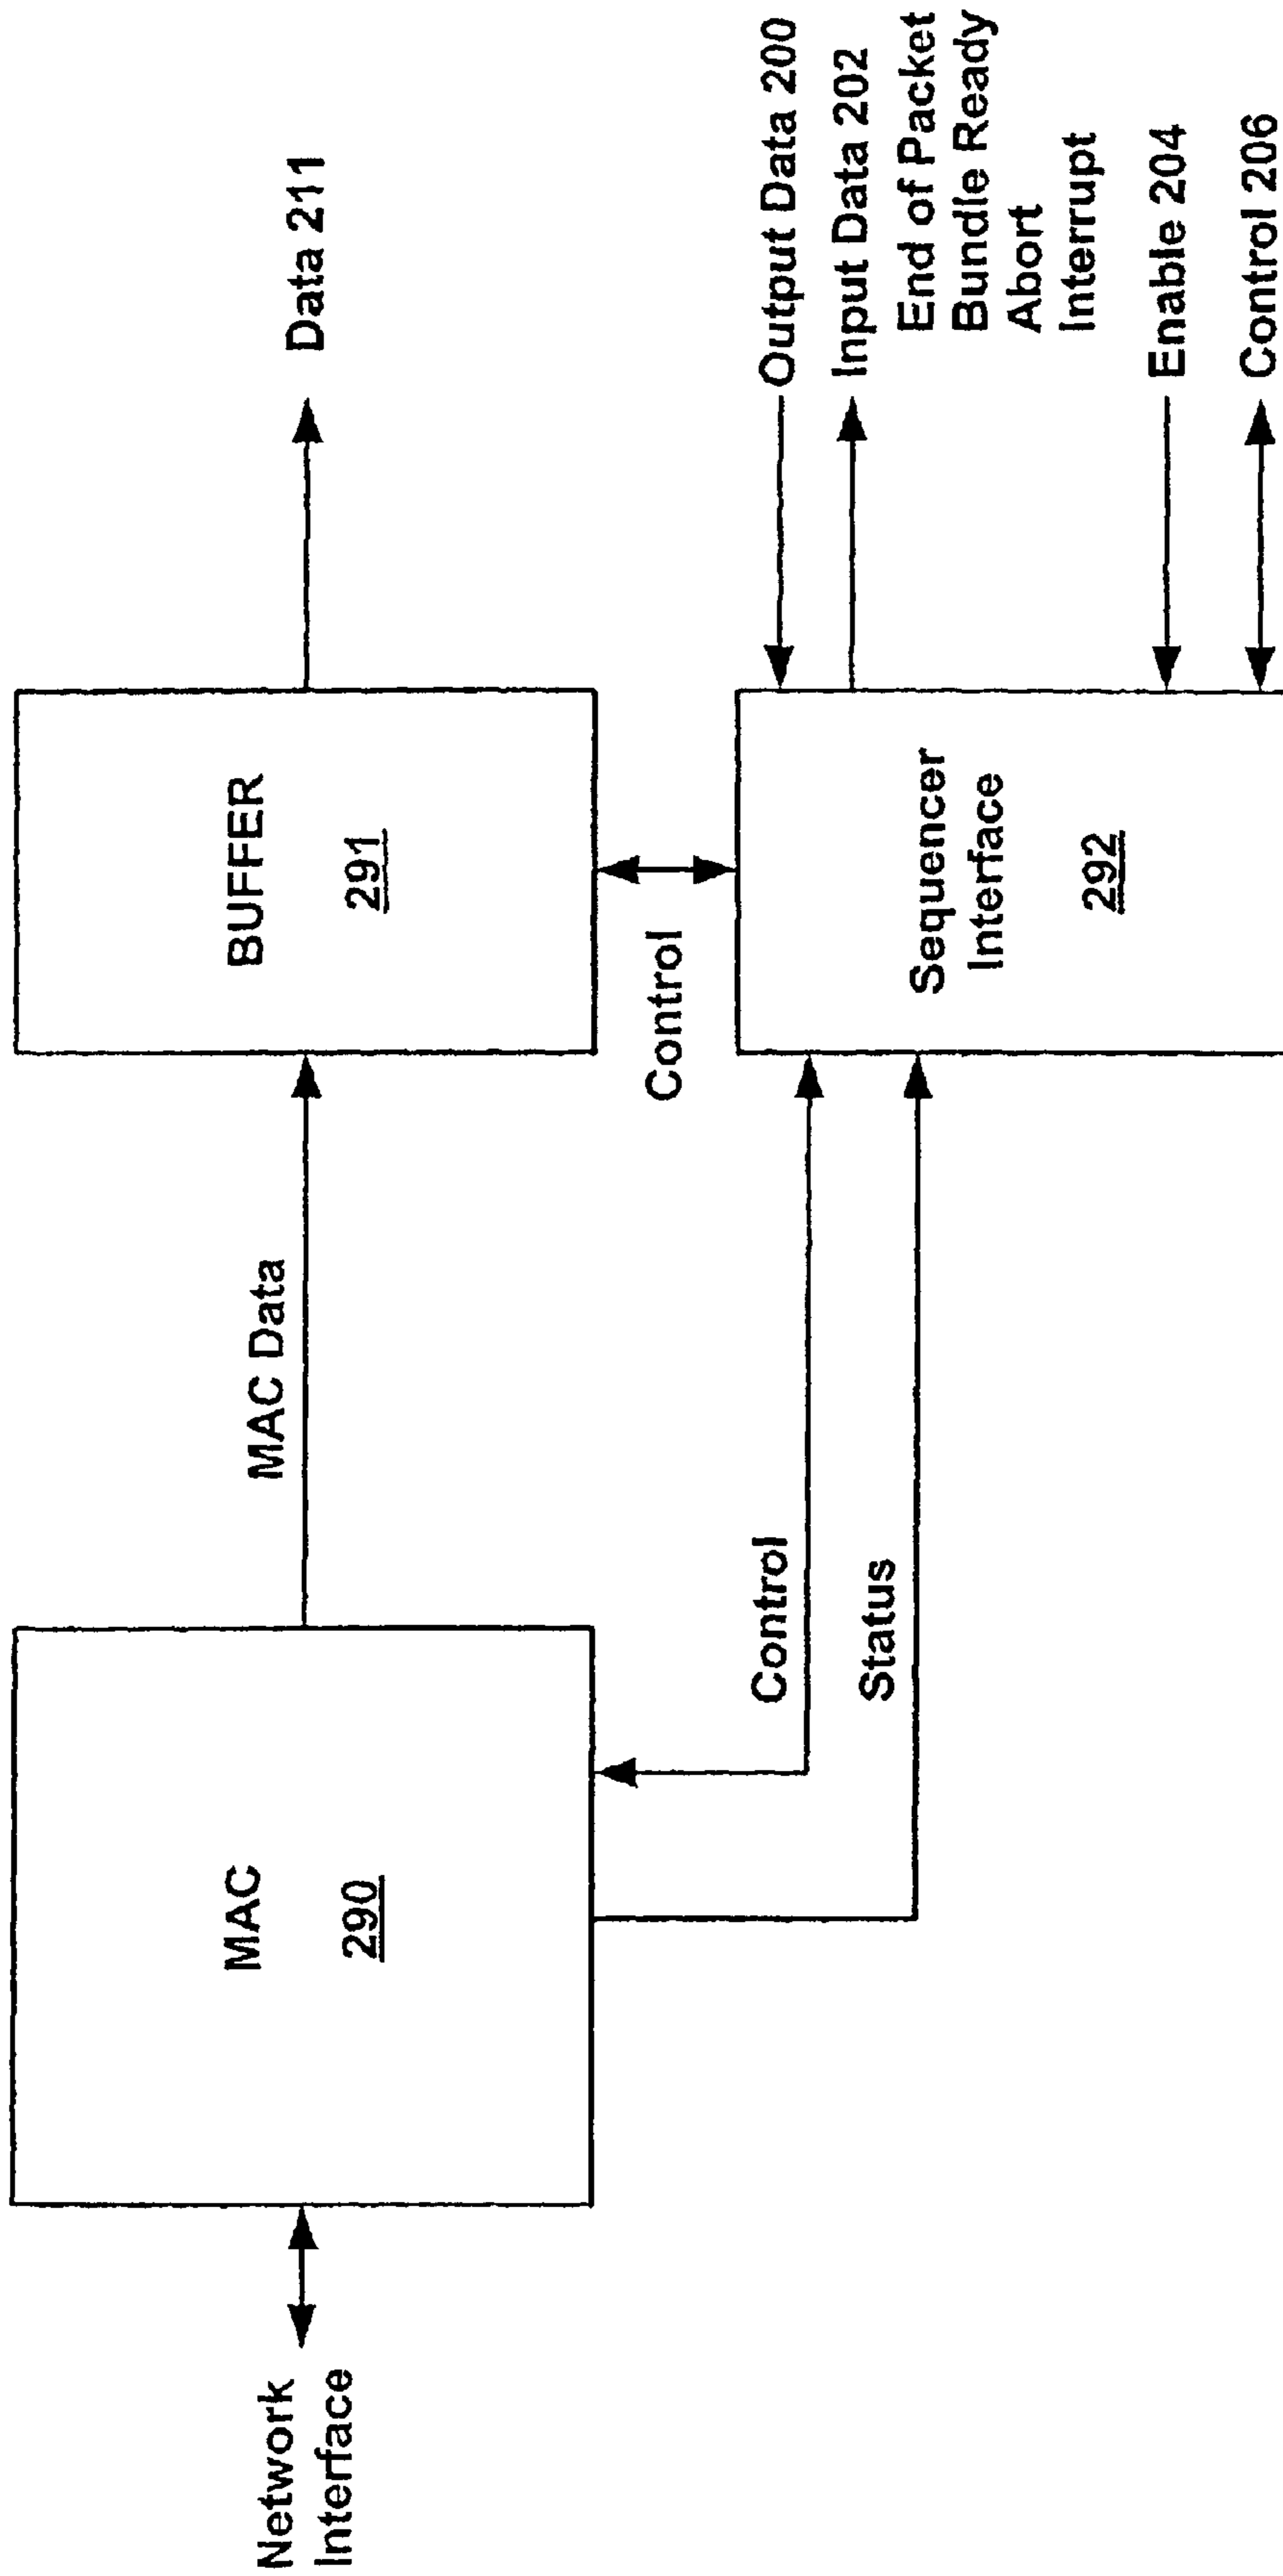 Network
Interface
MAC
290
MAC Data
Control
Status
BUFFER
291
Control
Sequencer
Interface
292
Data 211
Output Data 200
Input Data 202
End of Packet
Bundle Ready
Abort
Interrupt
Enable 204
Control 206